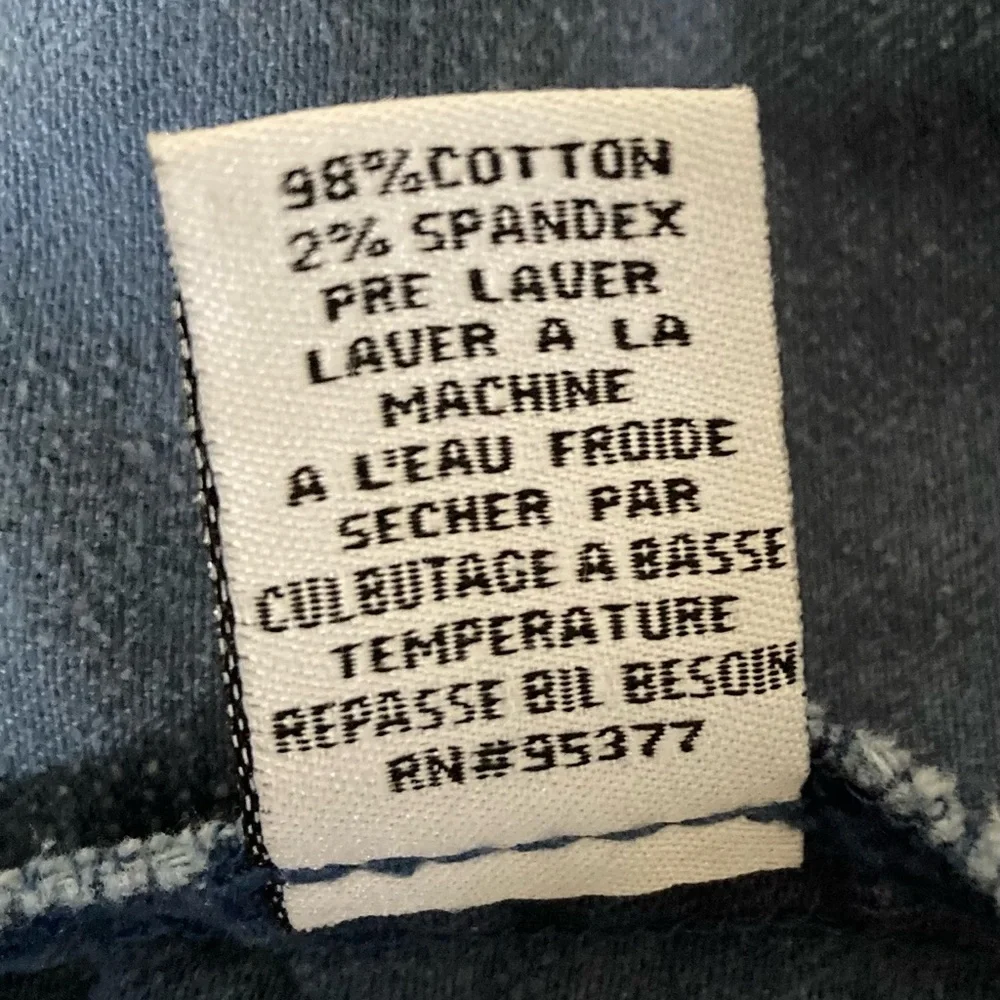 98%COTTON
2% SPANDEX
PRE LAVER
LAVER A LA
MACHINE
A L'EAU FROIDE
SECHER PAR
CULBUTAGE A BASSE
TEMPERATURE
REPASSE BIL BESOIN
RN#95377